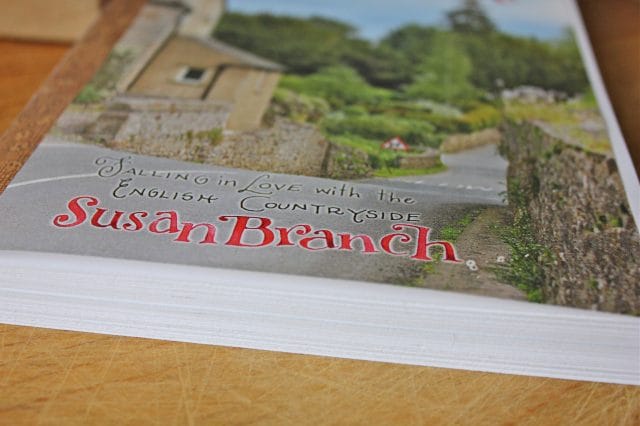 Falling in Love with the
English Countryside
Susan Branch